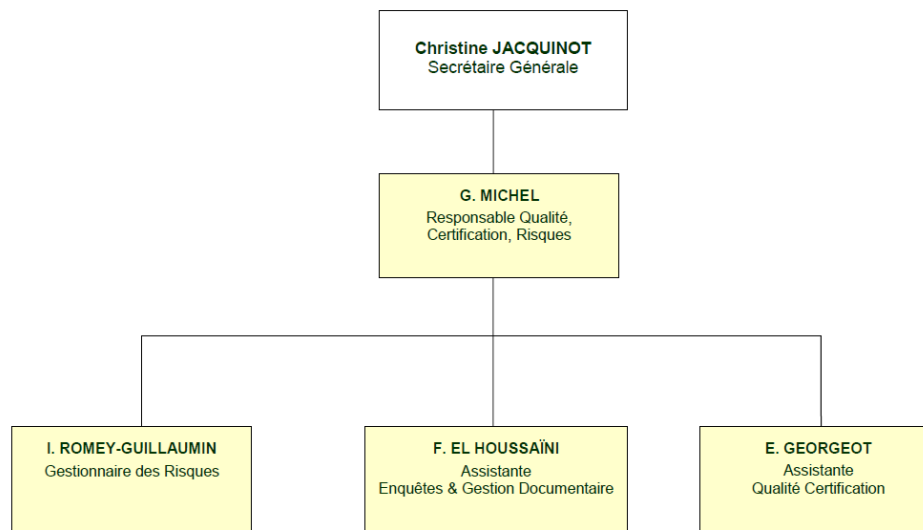 Christine JACQUINOT
Secrétaire Générale
G. MICHEL
Responsable Qualité,
Certification, Risques
I. ROMEY-GUILLAUMIN
Gestionnaire des Risques
F. EL HOUSSAÏNI
Assistante
Enquêtes & Gestion Documentaire
E. GEORGEOT
Assistante
Qualité Certification